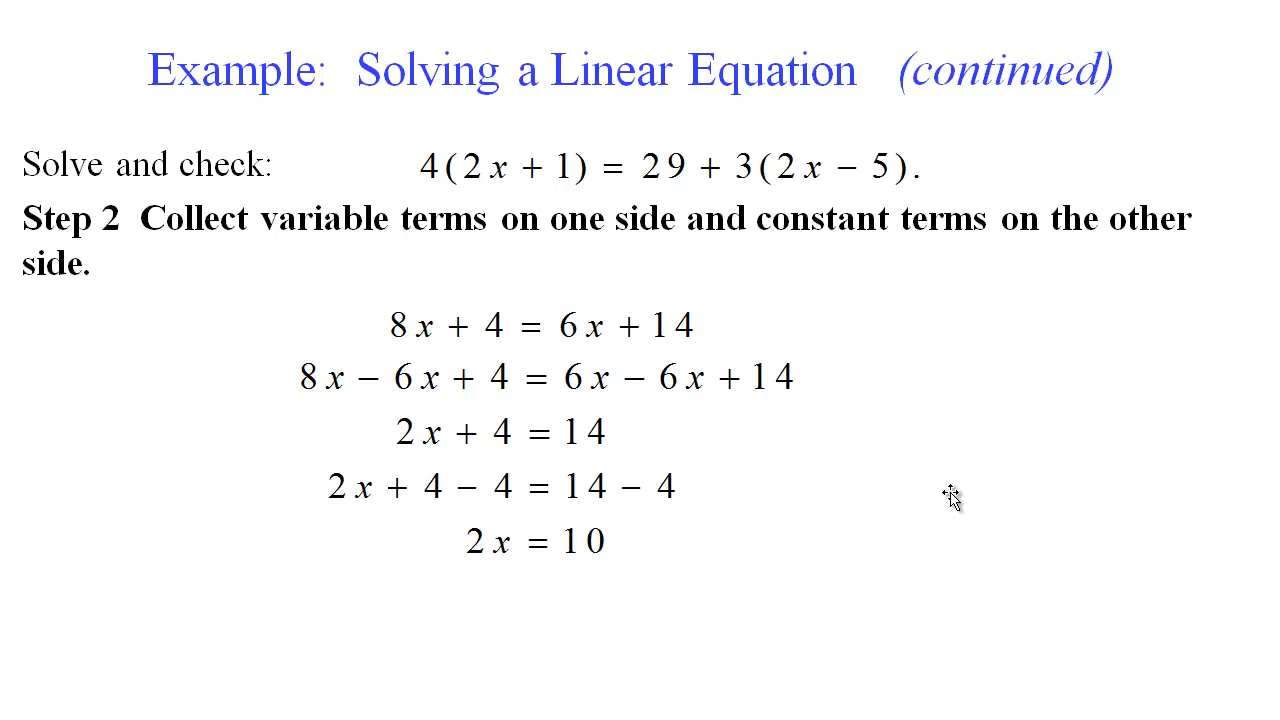 Example: Solving a Linear Equation (continued)
Solve and check: 4(2x + 1) = 29 + 3(2x − 5).
Step 2 Collect variable terms on one side and constant terms on the other
side.
8x + 4 = 6x + 14
8x − 6x + 4 = 6x − 6x + 14
2x + 4 = 14
2x + 4 − 4 = 14 − 4
2x = 10